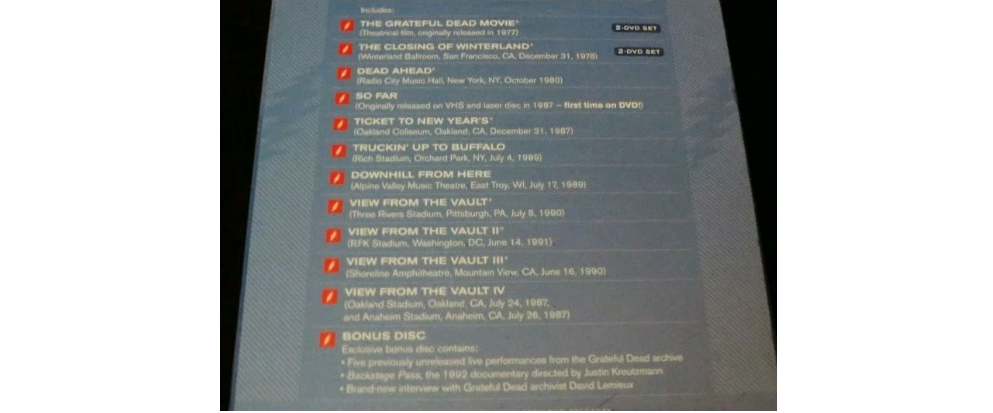 Includes:
THE GRATEFUL DEAD MOVIE* 2-DVD SET
(Theatrical film, originally released in 1977)
THE CLOSING OF WINTERLAND* 2-DVD SET
(Winterland Ballroom, San Francisco, CA, December 31, 1978)
DEAD AHEAD*
(Radio City Music Hall, New York, NY, October 1980)
SO FAR
(Originally released on VHS and laser disc in 1987 – first time on DVD!)
TICKET TO NEW YEAR'S*
(Oakland Coliseum, Oakland, CA, December 31, 1987)
TRUCKIN' UP TO BUFFALO
(Rich Stadium, Orchard Park, NY, July 4, 1989)
DOWNHILL FROM HERE
(Alpine Valley Music Theatre, East Troy, WI, July 17, 1989)
VIEW FROM THE VAULT*
(Three Rivers Stadium, Pittsburgh, PA, July 8, 1990)
VIEW FROM THE VAULT II*
(RFK Stadium, Washington, DC, June 14, 1991)
VIEW FROM THE VAULT III*
(Shoreline Amphitheatre, Mountain View, CA, June 16, 1990)
VIEW FROM THE VAULT IV
(Oakland Stadium, Oakland, CA, July 24, 1987,
and Anaheim Stadium, Anaheim, CA, July 26, 1987)
BONUS DISC
Exclusive bonus disc contains:
• Five previously unreleased live performances from the Grateful Dead archive
• Backstage Pass, the 1992 documentary directed by Justin Kreutzmann
• Brand-new interview with Grateful Dead archivist David Lemieux